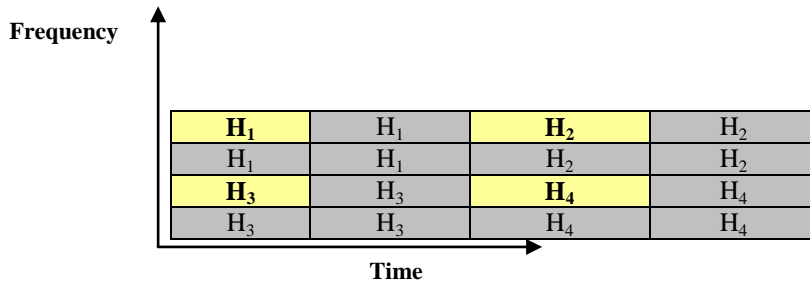 Frequency
H₁ H₁ H₂ H₂
H₁ H₁ H₂ H₂
H₃ H₃ H₄ H₄
H₃ H₃ H₄ H₄
Time